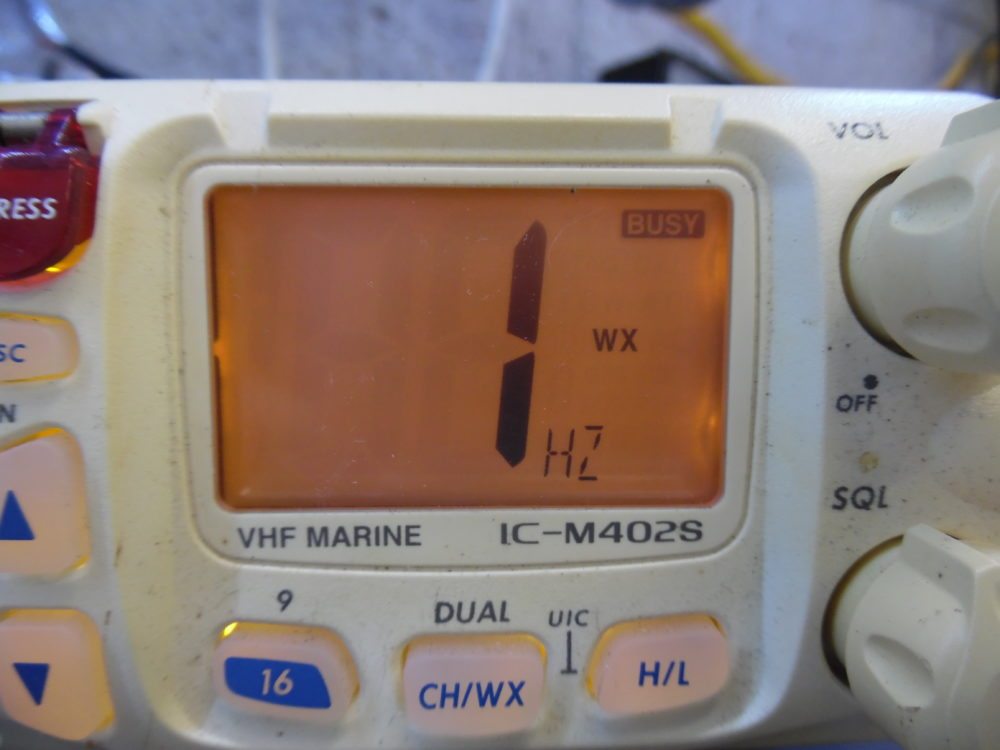 VOL
RESS
BUSY
1
WX
SC
OFF
N
HZ
SQL
VHF MARINE IC-M402S
9
DUAL
UIC
16
CH/WX
H/L